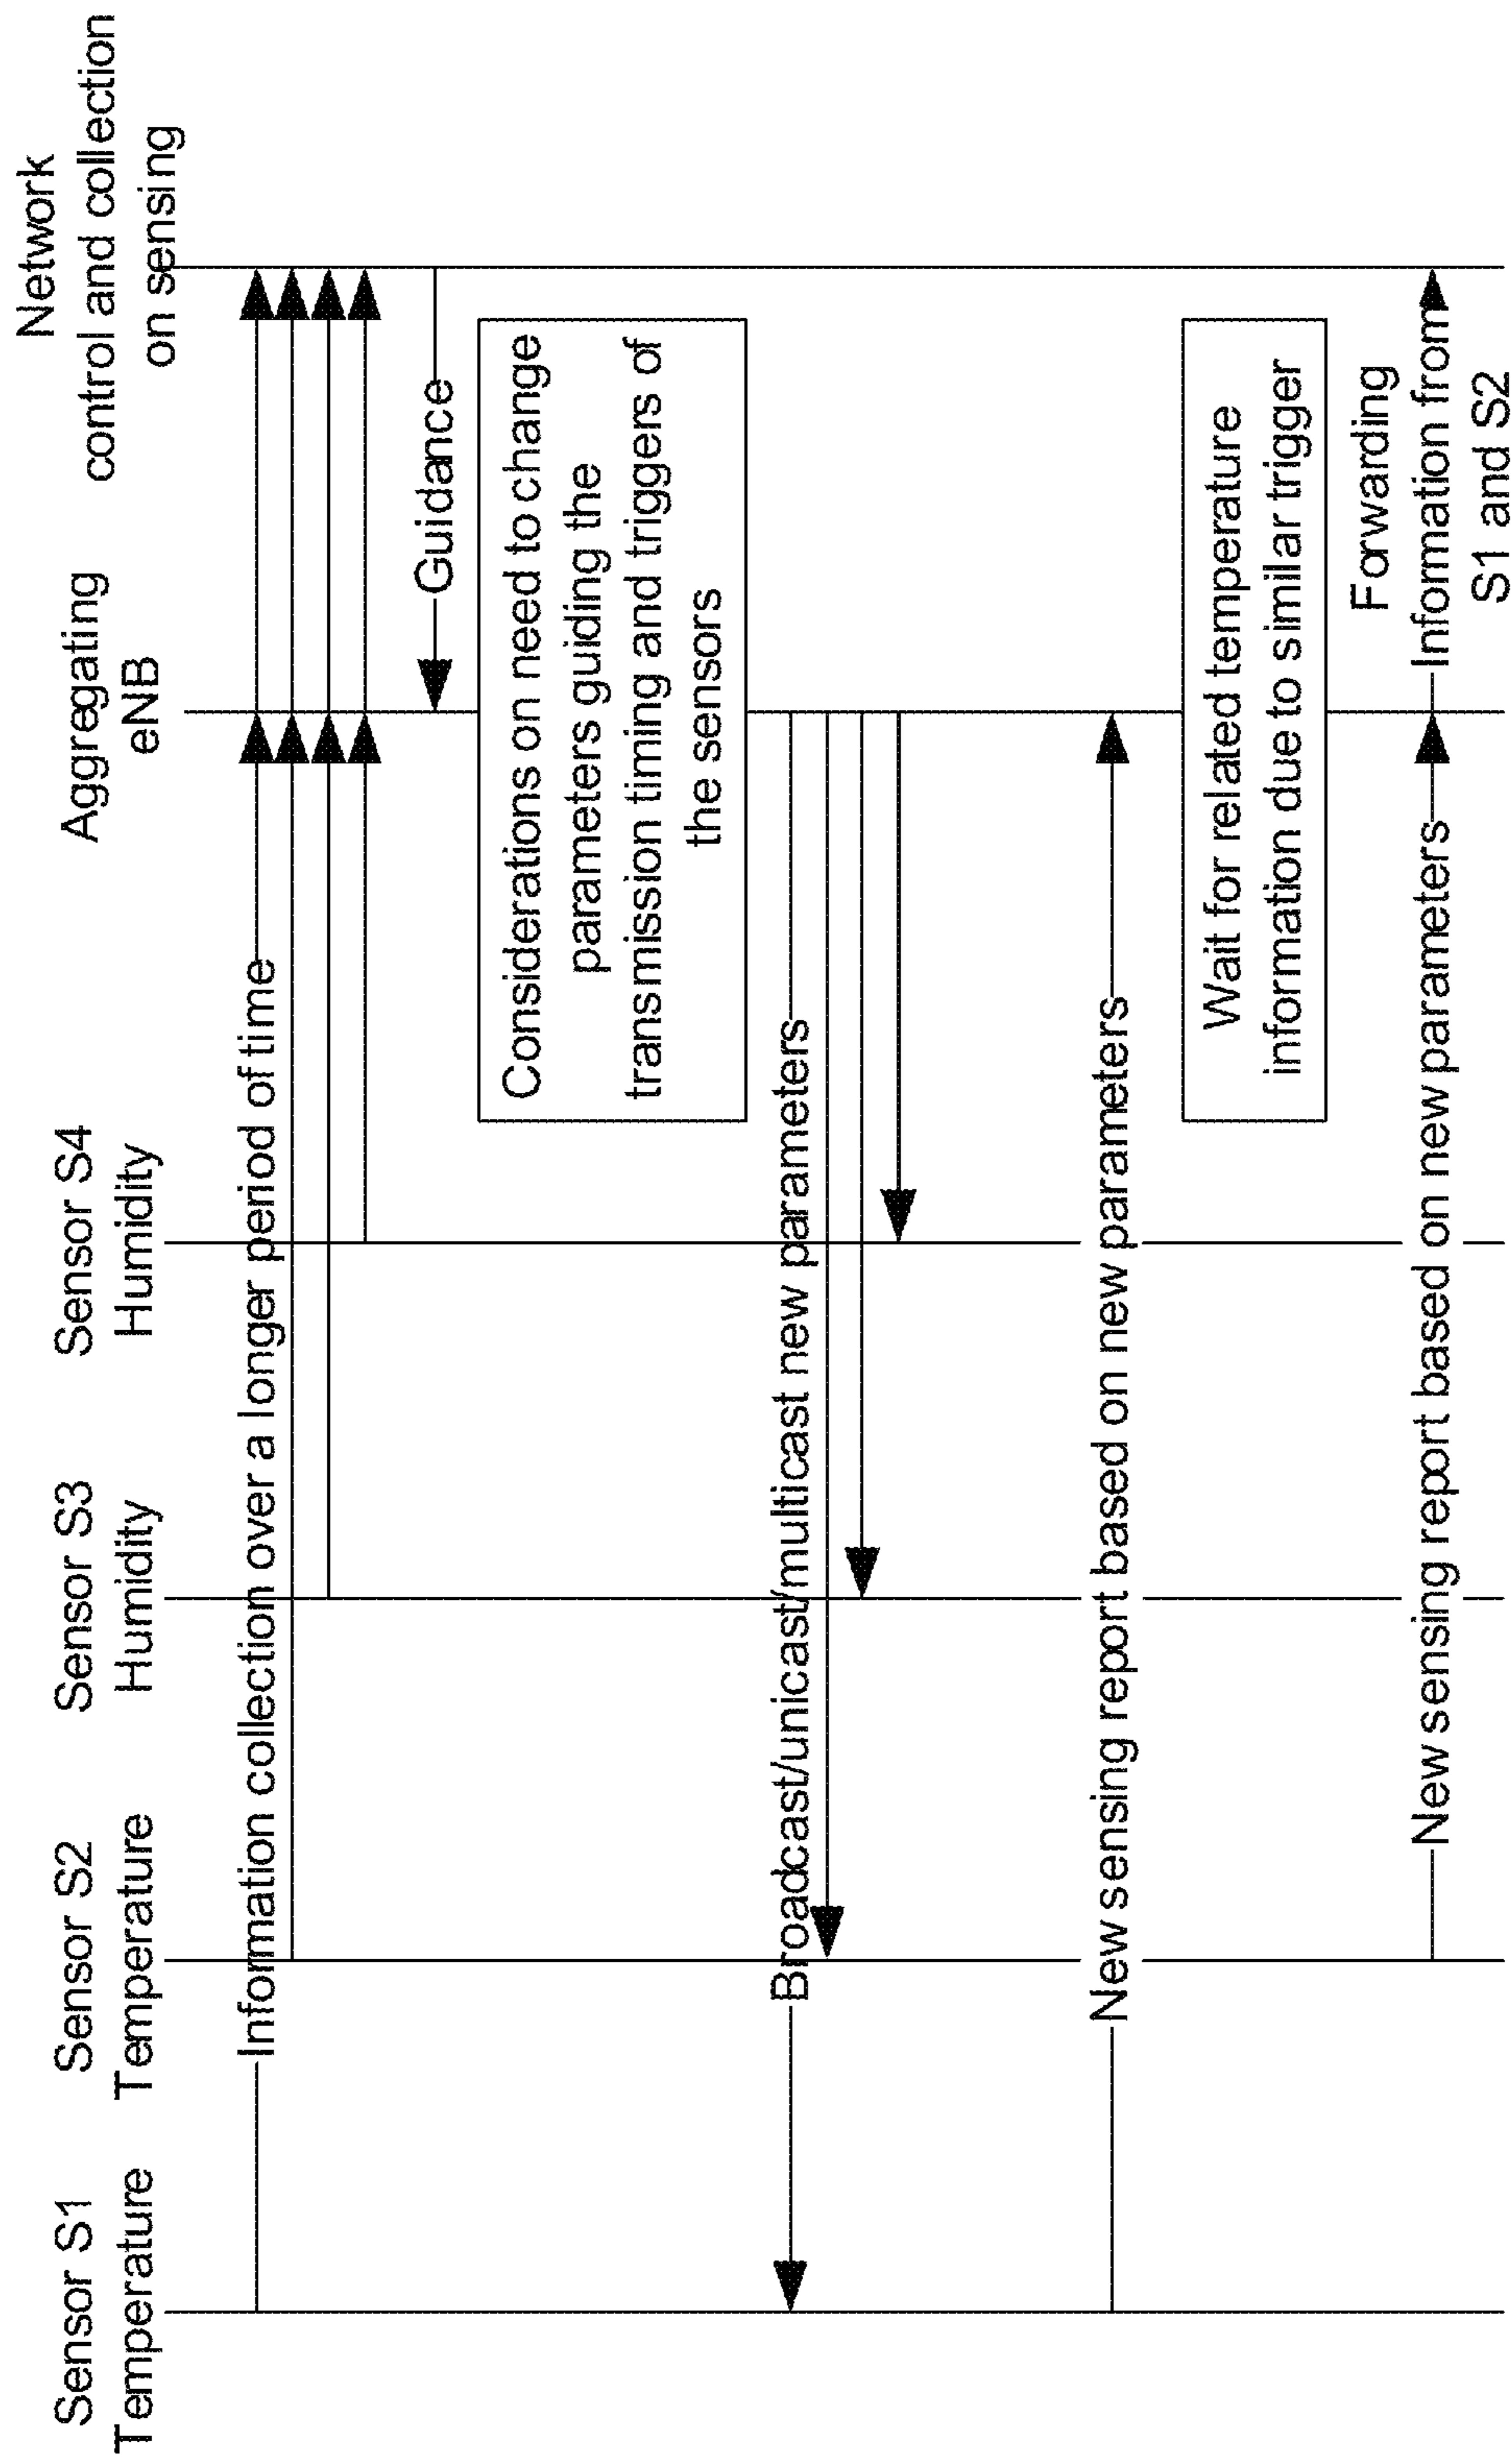 Sensor S1
Temperature
Sensor S2
Temperature
Sensor S3
Humidity
Sensor S4
Humidity
Aggregating
eNB
Network
control and collection
on sensing
Information collection over a longer period of time
Guidance
Considerations on need to change
parameters guiding the
transmission timing and triggers of
the sensors
Broadcast/unicast/multicast new parameters
New sensing report based on new parameters
Wait for related temperature
information due to similar trigger
New sensing report based on new parameters
Forwarding
Information from
S1 and S2